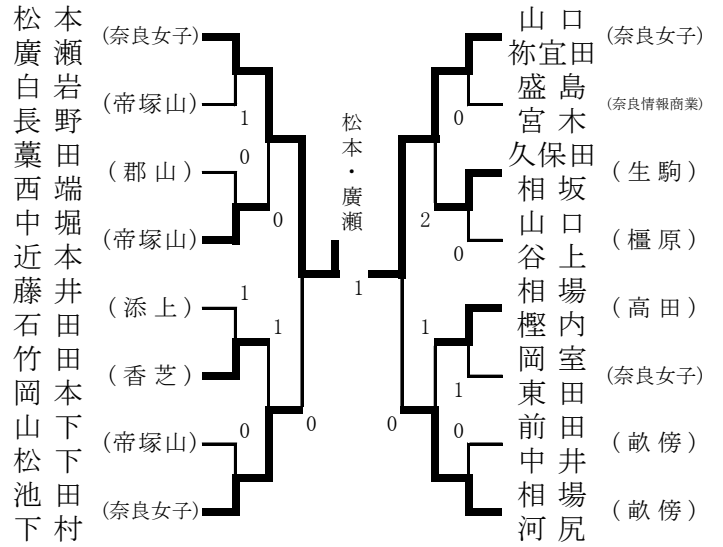 松 本
廣 瀬
(奈良女子)
白 岩
長 野
(帝塚山)
1
藁 田
西 端
(郡山)
0
中 堀
近 本
(帝塚山)
0
藤 井
石 田
(添上)
1
竹 田
岡 本
(香芝)
1
山 下
松 下
(帝塚山)
0
池 田
下 村
(奈良女子)
0
松本・廣瀬
1
山 口
祢宜田
(奈良女子)
盛 島
宮 木
(奈良情報商業)
0
久保田
相 坂
(生駒)
2
山 口
谷 上
(橿原)
0
相 場
樫 内
(高田)
1
岡 室
東 田
(奈良女子)
1
前 田
中 井
(畝傍)
0
相 場
河 尻
(畝傍)
0